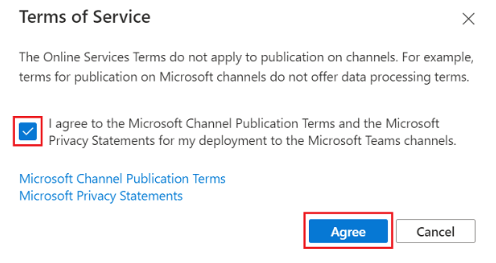 Terms of Service
The Online Services Terms do not apply to publication on channels. For example,
terms for publication on Microsoft channels do not offer data processing terms.
I agree to the Microsoft Channel Publication Terms and the Microsoft
Privacy Statements for my deployment to the Microsoft Teams channels.
Microsoft Channel Publication Terms
Microsoft Privacy Statements
Agree Cancel